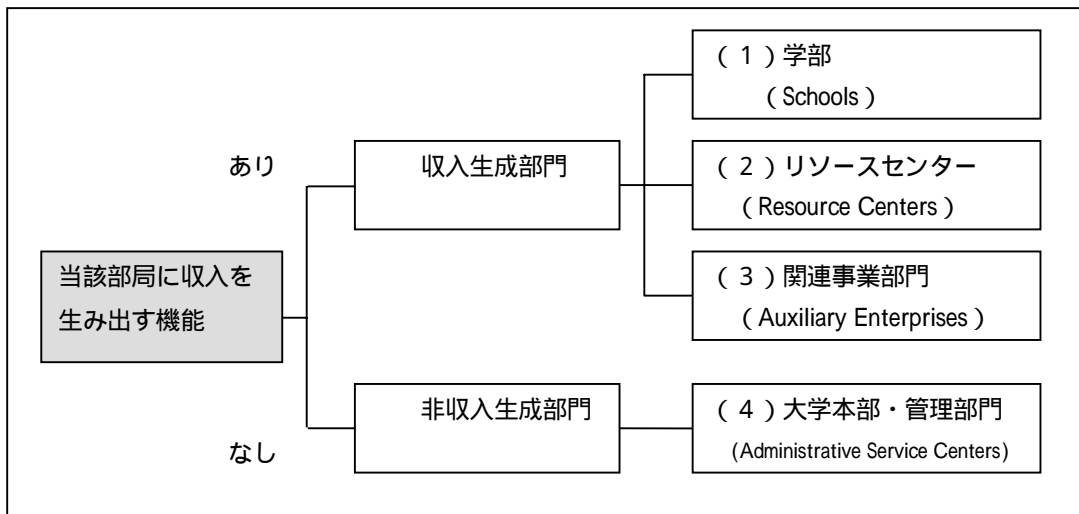 当該部局に収入を
生み出す機能
あり
なし
収入生成部門
非収入生成部門
（１）学部
（Schools）
（２）リソースセンター
（Resource Centers）
（３）関連事業部門
（Auxiliary Enterprises）
（４）大学本部・管理部門
(Administrative Service Centers)